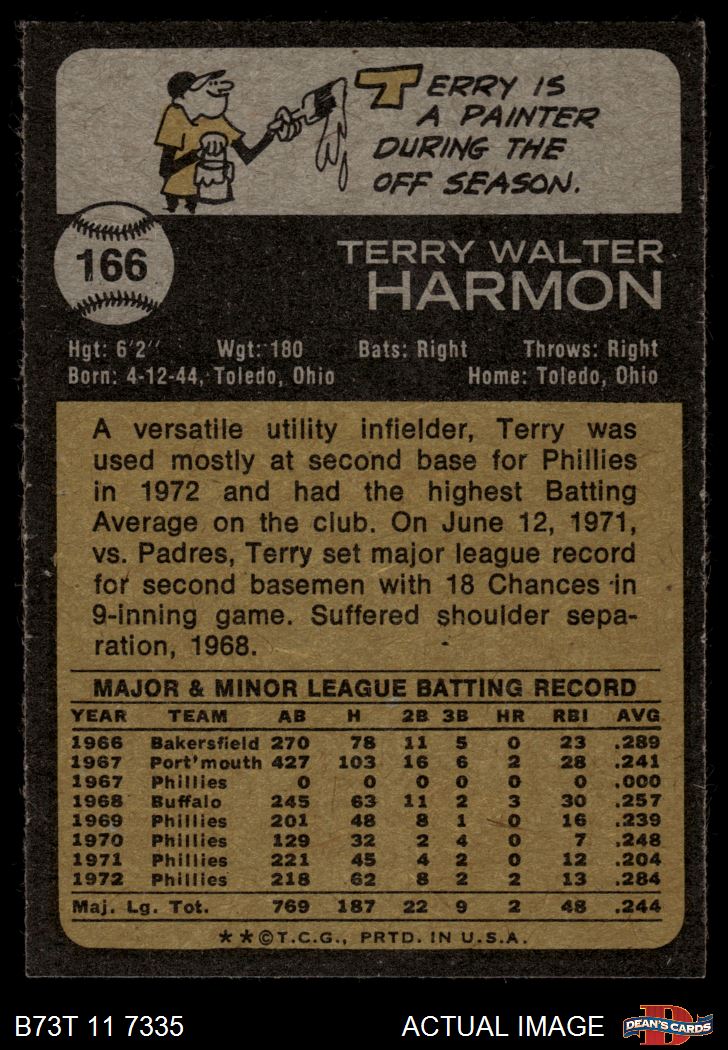 TERRY IS
A PAINTER
DURING THE
OFF SEASON.
166
TERRY WALTER
HARMON
Hgt: 6'2" Wgt: 180 Bats: Right Throws: Right
Born: 4-12-44, Toledo, Ohio Home: Toledo, Ohio
A versatile utility infielder, Terry was
used mostly at second base for Phillies
in 1972 and had the highest Batting
Average on the club. On June 12, 1971,
vs. Padres, Terry set major league record
for second basemen with 18 Chances in
9-inning game. Suffered shoulder sepa-
ration, 1968.
MAJOR & MINOR LEAGUE BATTING RECORD
YEAR TEAM AB H 2B 3B HR RBI AVG
1966 Bakersfield 270 78 11 5 0 23 .289
1967 Port'mouth 427 103 16 6 2 28 .241
1967 Phillies 0 0 0 0 0 0 .000
1968 Buffalo 245 63 11 2 3 30 .257
1969 Phillies 201 48 8 1 0 16 .239
1970 Phillies 129 32 2 4 0 7 .248
1971 Phillies 221 45 4 2 0 12 .204
1972 Phillies 218 62 8 2 2 13 .284
Maj. Lg. Tot. 769 187 22 9 2 48 .244
**©T.C.G., PRTD. IN U.S.A.
B73T 11 7335 ACTUAL IMAGE
D
DEAN'S CARDS